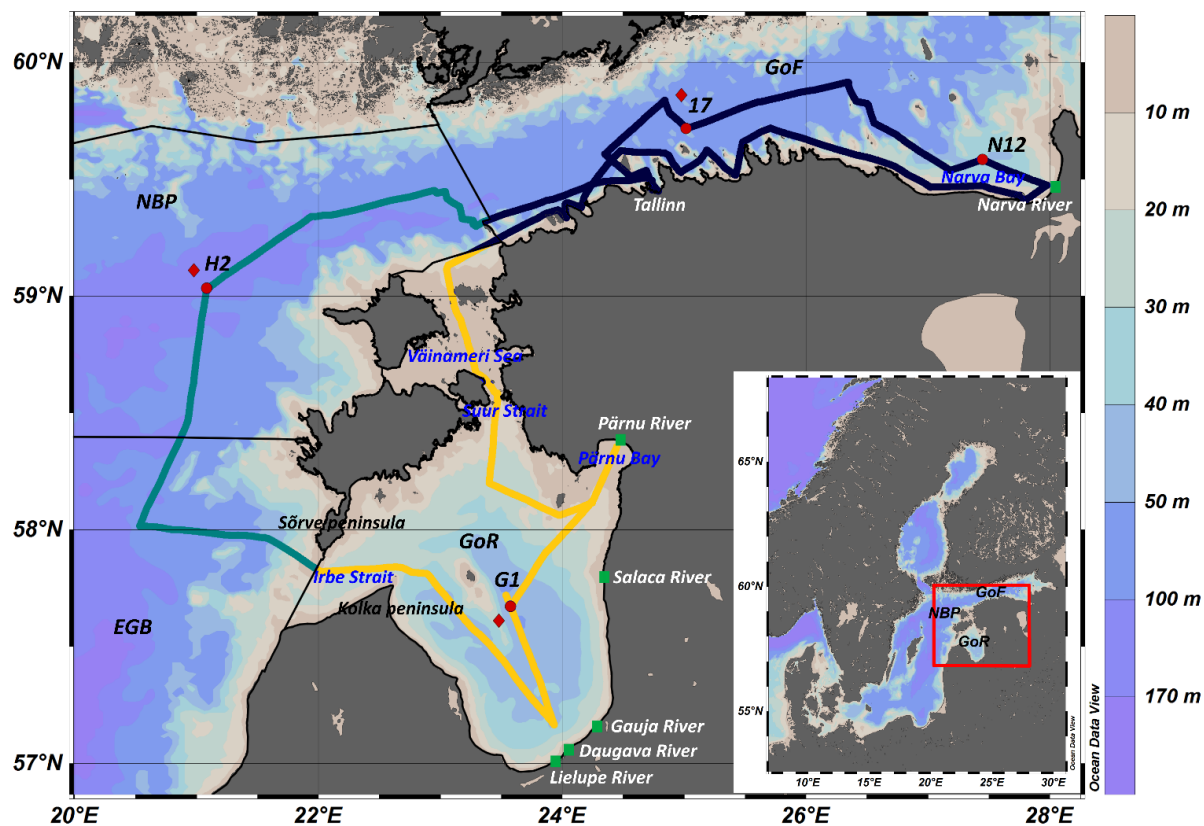 60°N
59°N
58°N
57°N
20°E
22°E
24°E
26°E
28°E
GoF
17
N12
Narva Bay
Narva River
Tallinn
NBP
H2
Väinameri Sea
Suur Strait
Pärnu River
Pärnu Bay
Sõrve peninsula
GoR
Irbe Strait
G1
Salaca River
Kolka peninsula
EGB
Gauja River
Daugava River
Lielupe River
65°N
60°N
55°N
GoF
NBP
GoR
10°E
15°E
20°E
25°E
30°E
Ocean Data View
Ocean Data View
10 m
20 m
30 m
40 m
50 m
100 m
170 m